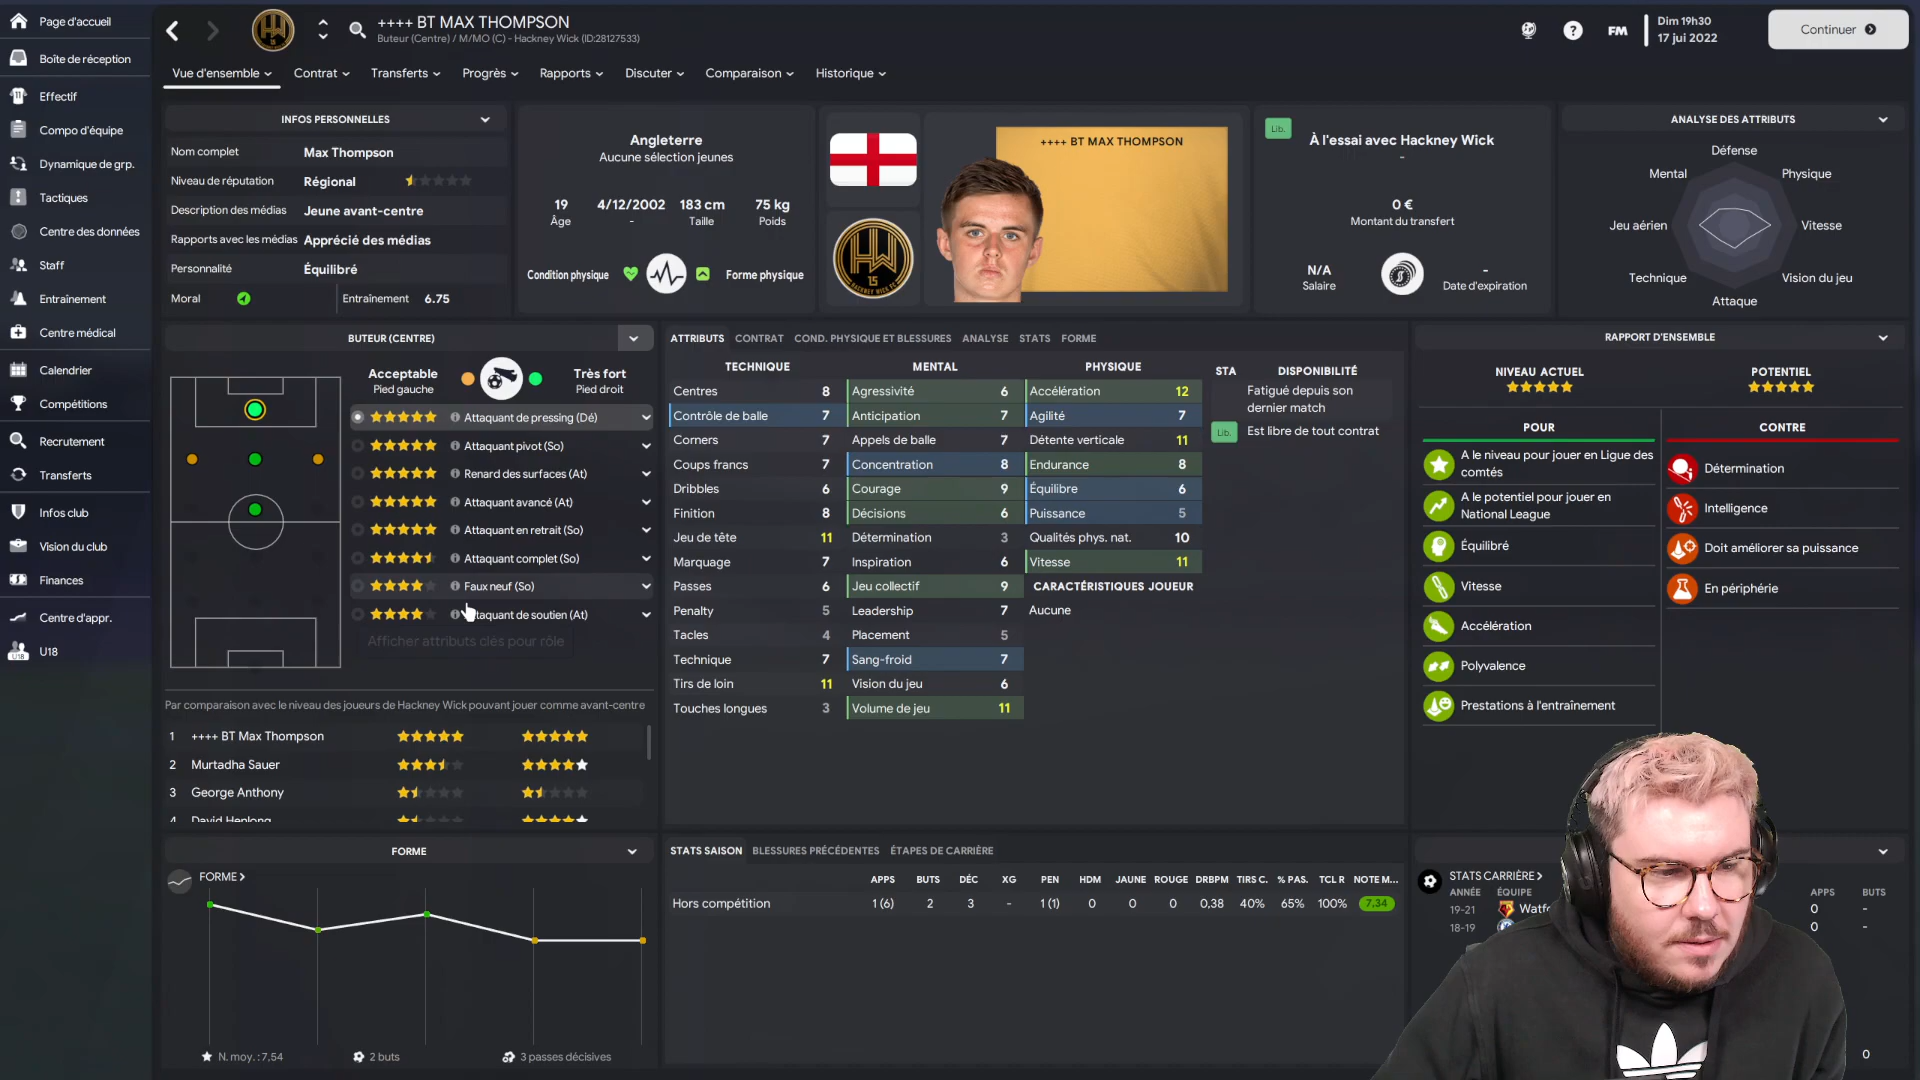 Page d'accueil
Boîte de réception
Effectif
Compo d'équipe
Dynamique de grp.
Tactiques
Centre des données
Staff
Entraînement
Centre médical
Calendrier
Compétitions
Recrutement
Transferts
Infos club
Vision du club
Finances
Centre d'appr.
U18
++++ BT MAX THOMPSON
Buteur (Centre) / M/MO (C) - Hackney Wick (ID:28127533)
FM
Dim 19h30
17 jui 2022
Continuer
Vue d'ensemble
Contrat
Transferts
Progrès
Rapports
Discuter
Comparaison
Historique
INFOS PERSONNELLES
Nom complet Max Thompson
Niveau de réputation Régional
Description des médias Jeune avant-centre
Rapports avec les médias Apprécié des médias
Personnalité Équilibré
Moral
Entraînement 6.75
Angleterre
Aucune sélection jeunes
19 4/12/2002 183 cm 75 kg
Âge - Taille Poids
Condition physique Forme physique
++++ BT MAX THOMPSON
Lib.
À l'essai avec Hackney Wick
-
0 €
Montant du transfert
N/A
Salaire
-
Date d'expiration
ANALYSE DES ATTRIBUTS
Défense
Mental Physique
Jeu aérien Vitesse
Technique Vision du jeu
Attaque
BUTEUR (CENTRE)
Acceptable
Pied gauche
Très fort
Pied droit
Attaquant de pressing (Dé)
Attaquant pivot (So)
Renard des surfaces (At)
Attaquant avancé (At)
Attaquant en retrait (So)
Attaquant complet (So)
Faux neuf (So)
taquant de soutien (At)
Afficher attributs clés pour rôle
Par comparaison avec le niveau des joueurs de Hackney Wick pouvant jouer comme avant-centre
1 ++++ BT Max Thompson
2 Murtadha Sauer
3 George Anthony
4 David Henlong
ATTRIBUTS CONTRAT COND. PHYSIQUE ET BLESSURES ANALYSE STATS FORME
TECHNIQUE
Centres 8
Contrôle de balle 7
Corners 7
Coups francs 7
Dribbles 6
Finition 8
Jeu de tête 11
Marquage 7
Passes 6
Penalty 5
Tacles 4
Technique 7
Tirs de loin 11
Touches longues 3
MENTAL
Agressivité 6
Anticipation 7
Appels de balle 7
Concentration 8
Courage 9
Décisions 6
Détermination 3
Inspiration 6
Jeu collectif 9
Leadership 7
Placement 5
Sang-froid 7
Vision du jeu 6
Volume de jeu 11
PHYSIQUE
Accélération 12
Agilité 7
Détente verticale 11
Endurance 8
Équilibre 6
Puissance 5
Qualités phys. nat. 10
Vitesse 11
CARACTÉRISTIQUES JOUEUR
Aucune
STA DISPONIBILITÉ
Fatigué depuis son
dernier match
Lib. Est libre de tout contrat
RAPPORT D'ENSEMBLE
NIVEAU ACTUEL
POTENTIEL
POUR
A le niveau pour jouer en Ligue des
comtés
A le potentiel pour jouer en
National League
Équilibré
Vitesse
Accélération
Polyvalence
Prestations à l'entraînement
CONTRE
Détermination
Intelligence
Doit améliorer sa puissance
En périphérie
FORME
FORME
N. moy. : 7,54
2 buts
3 passes décisives
STATS SAISON BLESSURES PRÉCÉDENTES ÉTAPES DE CARRIÈRE
APPS BUTS DÉC XG PEN HDM JAUNE ROUGE DRBPM TIRS C. % PAS. TCL R NOTE M...
Hors compétition 1 (6) 2 3 - 1 (1) 0 0 0 0,38 40% 65% 100% 7,34
STATS CARRIÈRE
ANNÉE ÉQUIPE APPS BUTS
19-21 Watf 0 -
18-19 0 -
0
adidas